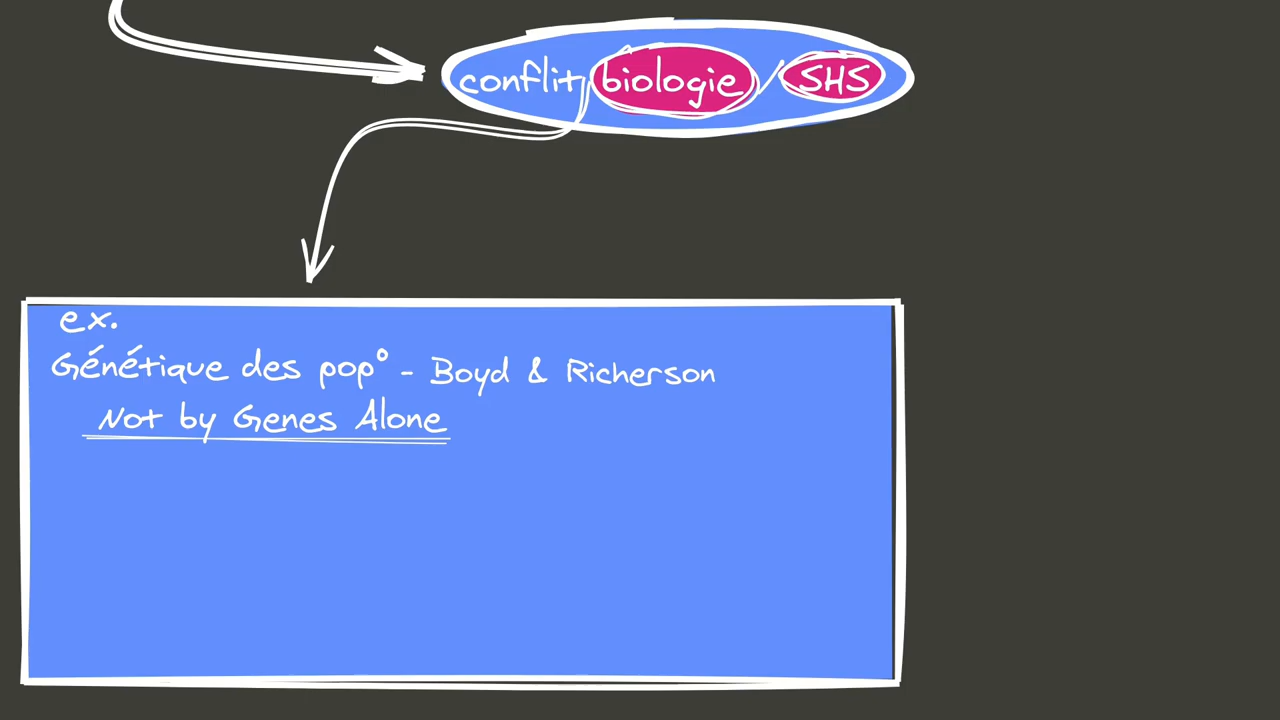 conflit biologie / SHS
ex.
Génétique des pop° - Boyd & Richerson
Not by Genes Alone